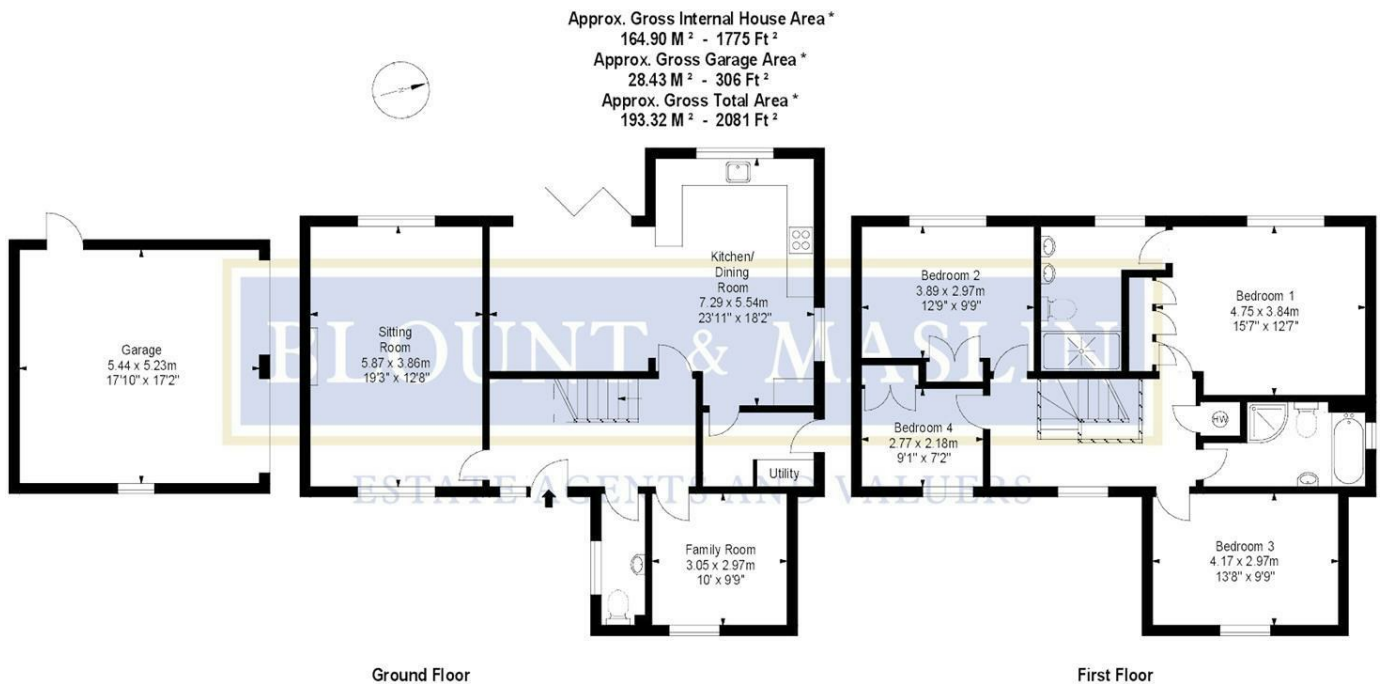 Approx. Gross Internal House Area *
164.90 M² - 1775 Ft²
Approx. Gross Garage Area *
28.43 M² - 306 Ft²
Approx. Gross Total Area *
193.32 M² - 2081 Ft²
BLOUNT & MASLIN
ESTATE AGENTS AND VALUERS
Garage
5.44 x 5.23m
17'10" x 17'2"
Sitting
Room
5.87 x 3.86m
19'3" x 12'8"
Kitchen/
Dining
Room
7.29 x 5.54m
23'11" x 18'2"
Utility
Family Room
3.05 x 2.97m
10' x 9'9"
Bedroom 2
3.89 x 2.97m
12'9" x 9'9"
Bedroom 1
4.75 x 3.84m
15'7" x 12'7"
Bedroom 4
2.77 x 2.18m
9'1" x 7'2"
HW
Bedroom 3
4.17 x 2.97m
13'8" x 9'9"
Ground Floor
First Floor